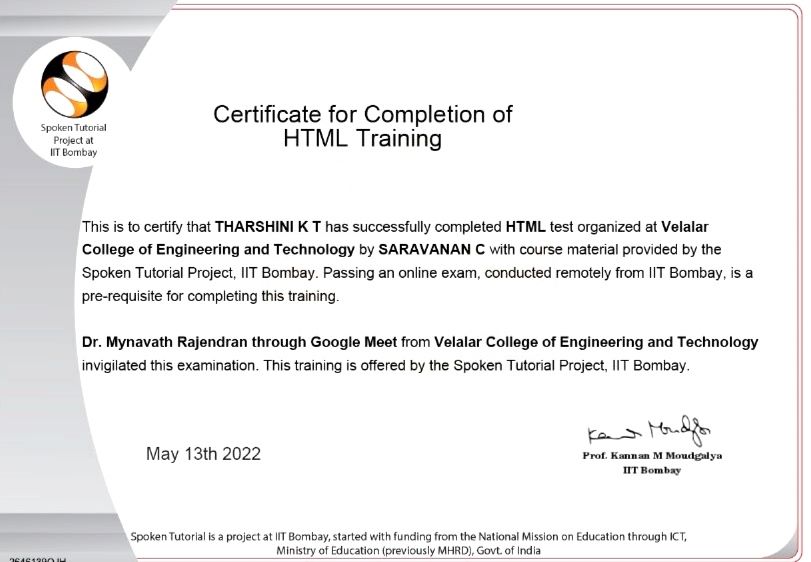 Spoken Tutorial
Project at
IIT Bombay
Certificate for Completion of
HTML Training
This is to certify that THARSHINI K T has successfully completed HTML test organized at Velalar
College of Engineering and Technology by SARAVANAN C with course material provided by the
Spoken Tutorial Project, IIT Bombay. Passing an online exam, conducted remotely from IIT Bombay, is a
pre-requisite for completing this training.
Dr. Mynavath Rajendran through Google Meet from Velalar College of Engineering and Technology
invigilated this examination. This training is offered by the Spoken Tutorial Project, IIT Bombay.
May 13th 2022
Prof. Kannan M Moudgalya
IIT Bombay
Spoken Tutorial is a project at IIT Bombay, started with funding from the National Mission on Education through ICT,
Ministry of Education (previously MHRD), Govt. of India